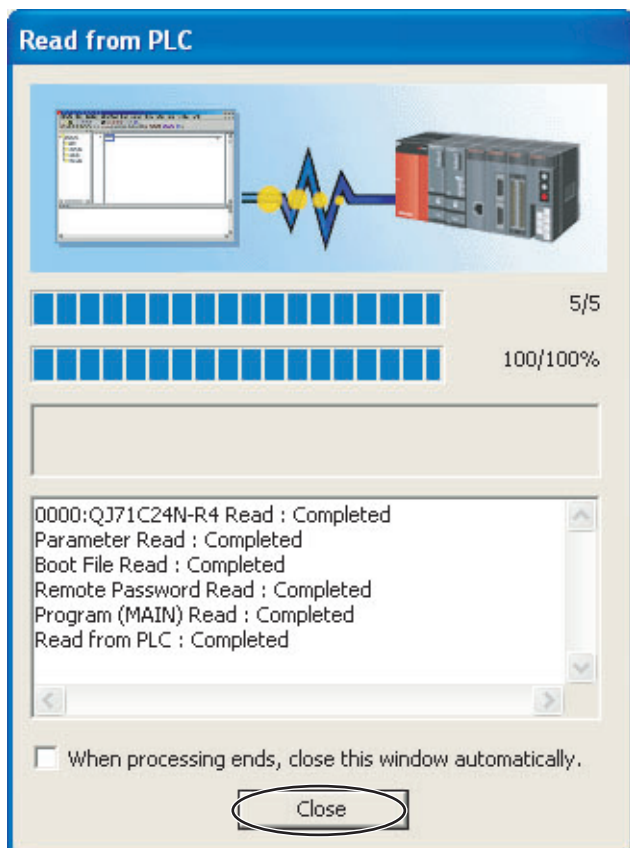 Read from PLC
5/5
100/100%
0000:QJ71C24N-R4 Read : Completed
Parameter Read : Completed
Boot File Read : Completed
Remote Password Read : Completed
Program (MAIN) Read : Completed
Read from PLC : Completed
When processing ends, close this window automatically.
Close